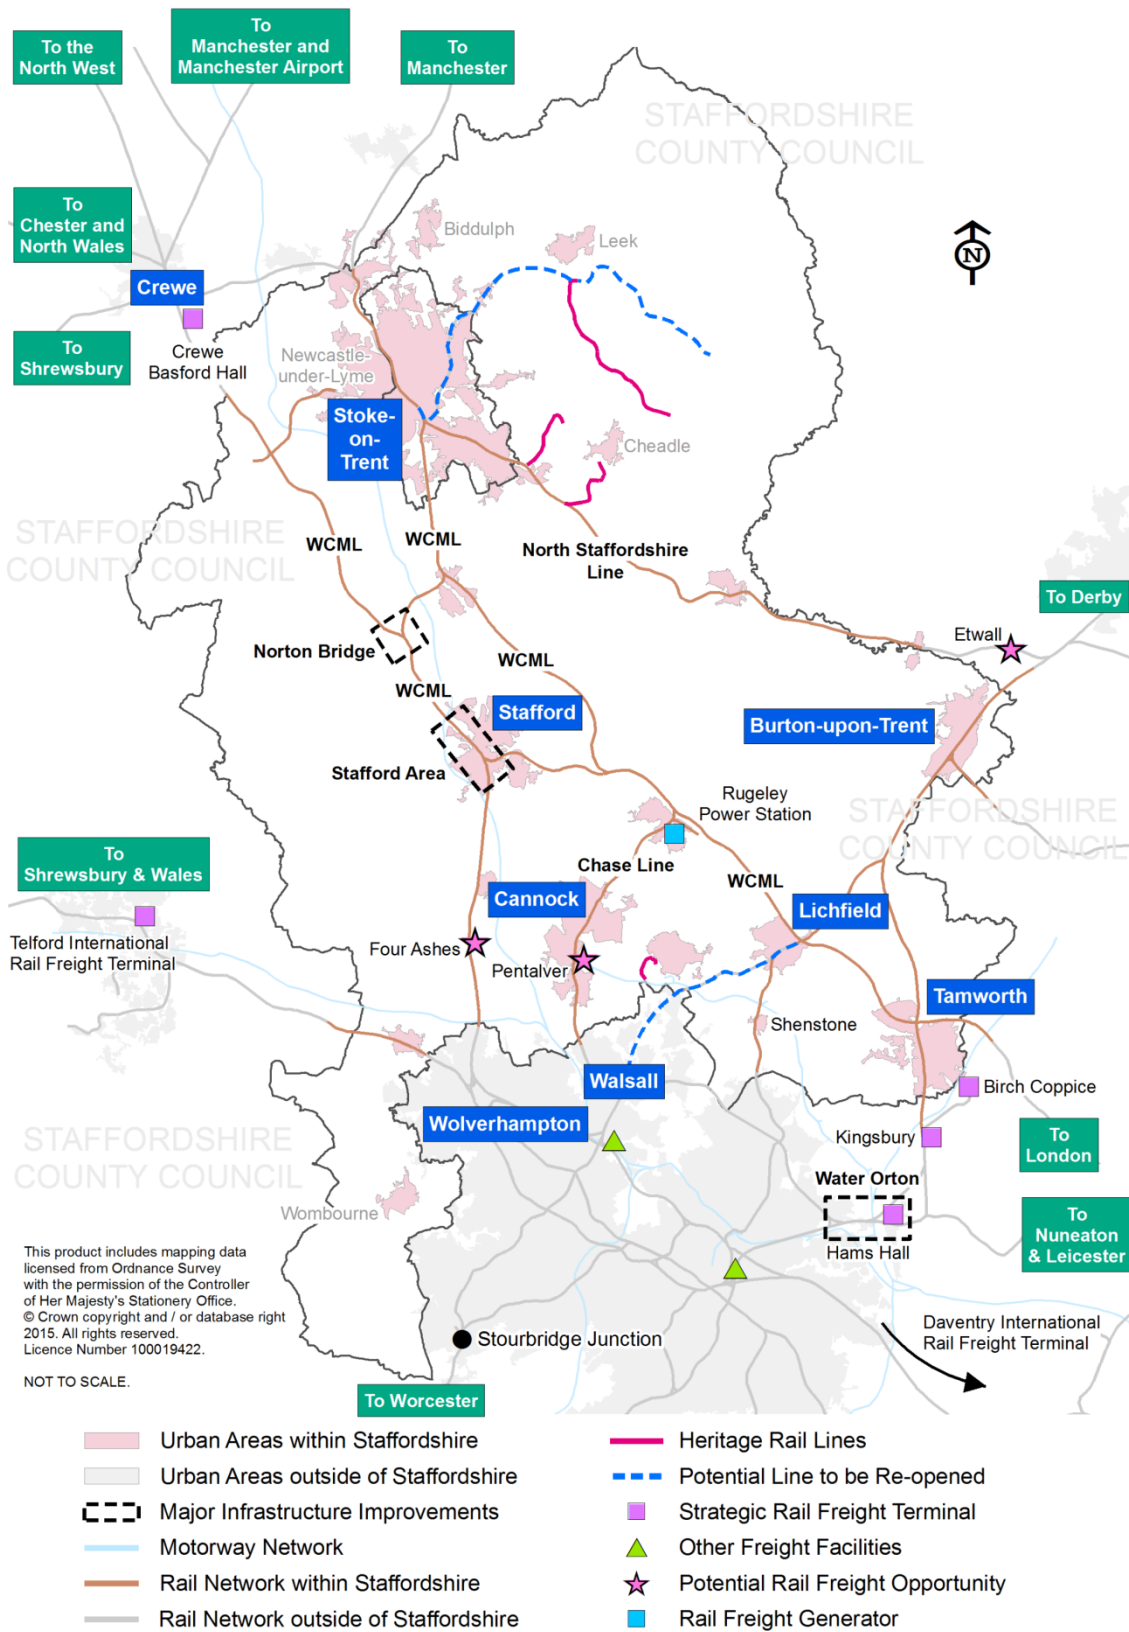 To the
North West
To
Manchester and
Manchester Airport
To
Manchester
STAFFORDSHIRE
COUNTY COUNCIL
To
Chester and
North Wales
Biddulph
Leek
N
Crewe
To
Shrewsbury
Crewe
Basford Hall
Newcastle-
under-Lyme
Stoke-
on-
Trent
Cheadle
STAFFORDSHIRE
COUNTY COUNCIL
WCML
WCML
North Staffordshire
Line
To Derby
Etwall
Norton Bridge
WCML
WCML
Stafford
Burton-upon-Trent
Stafford Area
Rugeley
Power Station
STAFFORDSHIRE
COUNTY COUNCIL
To
Shrewsbury & Wales
Chase Line
WCML
Cannock
Lichfield
Telford International
Rail Freight Terminal
Four Ashes
Pentalver
Tamworth
Shenstone
Walsall
Birch Coppice
Wolverhampton
Kingsbury
To
London
STAFFORDSHIRE
COUNTY COUNCIL
Water Orton
Wombourne
To
Nuneaton
& Leicester
Hams Hall
This product includes mapping data
licensed from Ordnance Survey
with the permission of the Controller
of Her Majesty's Stationery Office.
© Crown copyright and / or database right
2015. All rights reserved.
Licence Number 100019422.
Daventry International
Rail Freight Terminal
Stourbridge Junction
NOT TO SCALE.
To Worcester
Urban Areas within Staffordshire
Urban Areas outside of Staffordshire
Major Infrastructure Improvements
Motorway Network
Rail Network within Staffordshire
Rail Network outside of Staffordshire
Heritage Rail Lines
Potential Line to be Re-opened
Strategic Rail Freight Terminal
Other Freight Facilities
Potential Rail Freight Opportunity
Rail Freight Generator